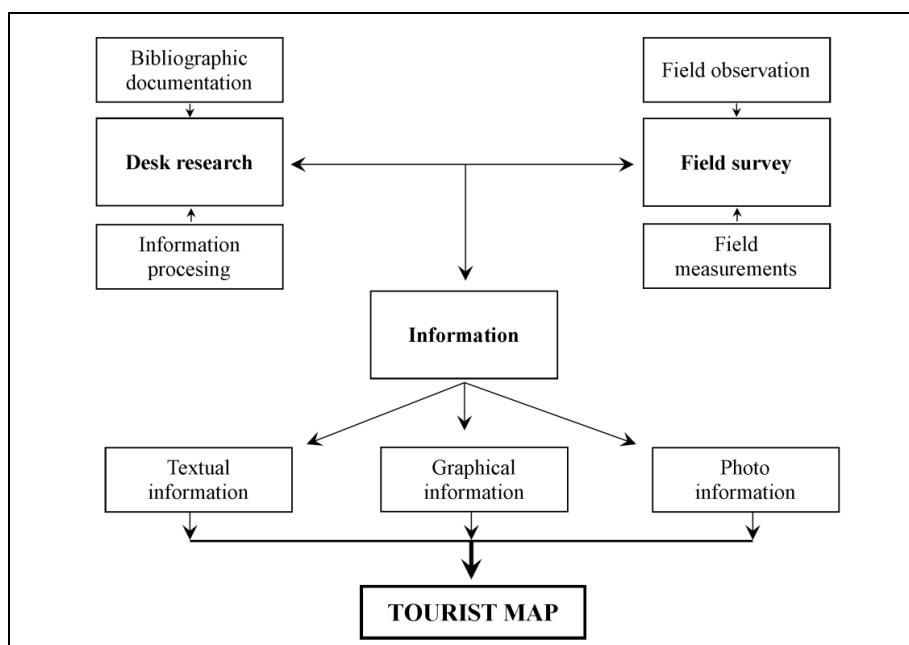 Bibliographic
documentation
Field observation
Desk research
Field survey
Information
procesing
Field
measurements
Information
Textual
information
Graphical
information
Photo
information
TOURIST MAP